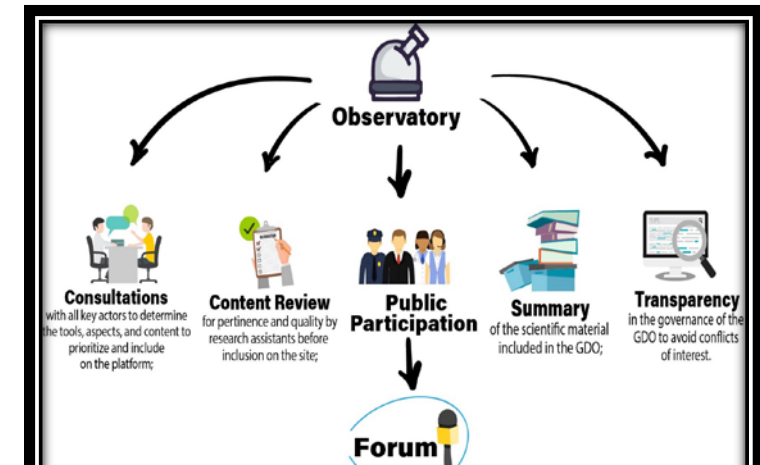 Observatory
Consultations
with all key actors to determine
the tools, aspects, and content to
prioritize and include
on the platform;
Content Review
for pertinence and quality by
research assistants before
inclusion on the site;
Public
Participation
Summary
of the scientific material
included in the GDO;
Transparency
in the governance of the
GDO to avoid conflicts
of interest.
Forum